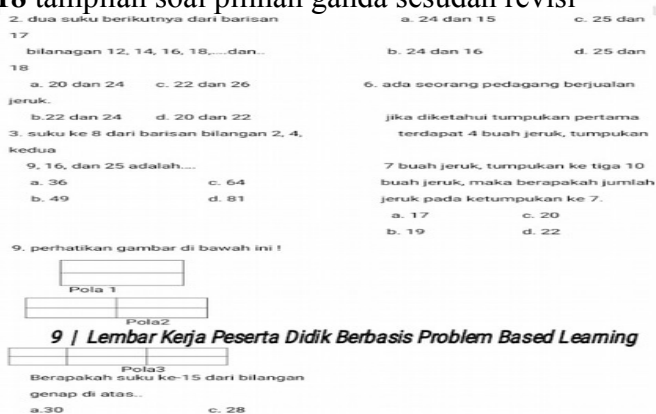 18 tampilan soal pilihan ganda sesudah revisi
2. dua suku berikutnya dari barisan
17
bilanagan 12, 14, 16, 18,....dan..
18
a. 20 dan 24 c. 22 dan 26
jeruk.
b.22 dan 24 d. 20 dan 22
3. suku ke 8 dari barisan bilangan 2, 4,
kedua
9, 16, dan 25 adalah....
a. 36 c. 64
b. 49 d. 81
a. 24 dan 15 c. 25 dan
b. 24 dan 16 d. 25 dan
6. ada seorang pedagang berjualan
jika diketahui tumpukan pertama
terdapat 4 buah jeruk, tumpukan
7 buah jeruk, tumpukan ke tiga 10
buah jeruk, maka berapakah jumlah
jeruk pada ketumpukan ke 7.
a. 17 c. 20
b. 19 d. 22
9. perhatikan gambar di bawah ini !
Pola 1
Pola2
9 | Lembar Kerja Peserta Didik Berbasis Problem Based Learning
Pola3
Berapakah suku ke-15 dari bilangan
genap di atas..
a.30 c. 28